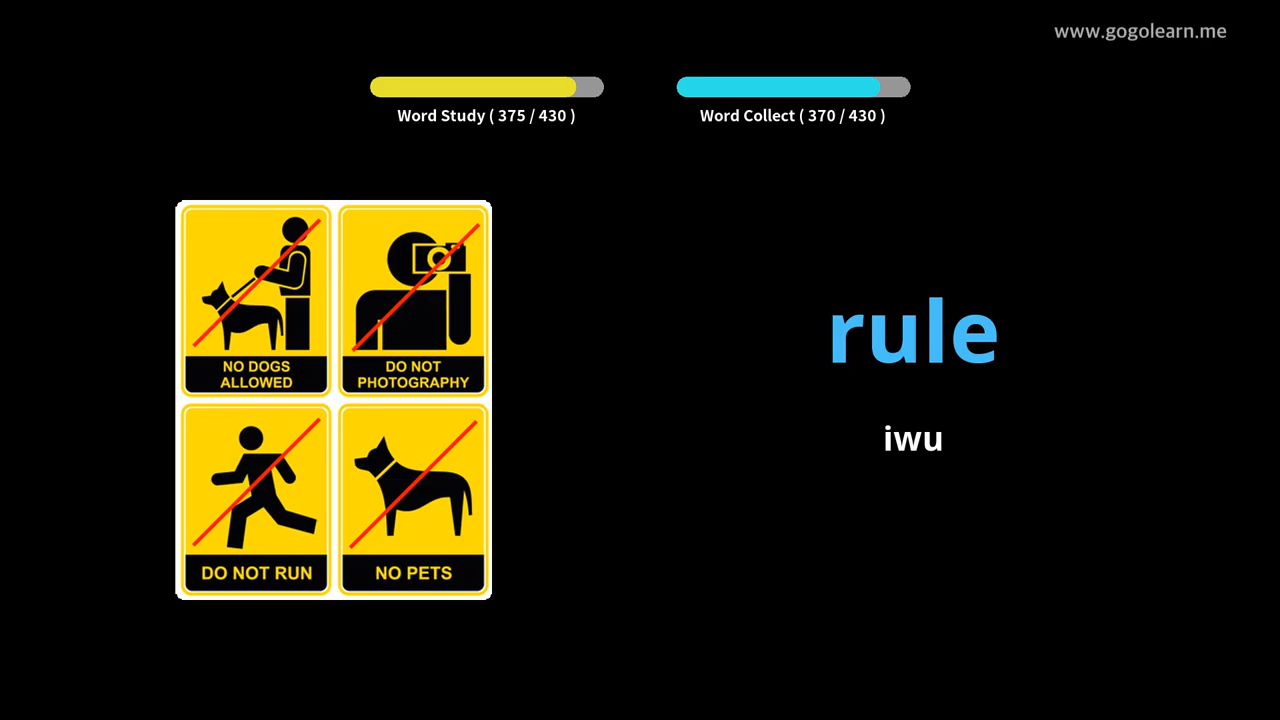 www.gogolearn.me
Word Study ( 375 / 430 )
Word Collect ( 370 / 430 )
NO DOGS
ALLOWED
DO NOT
PHOTOGRAPHY
rule
iwu
DO NOT RUN
NO PETS